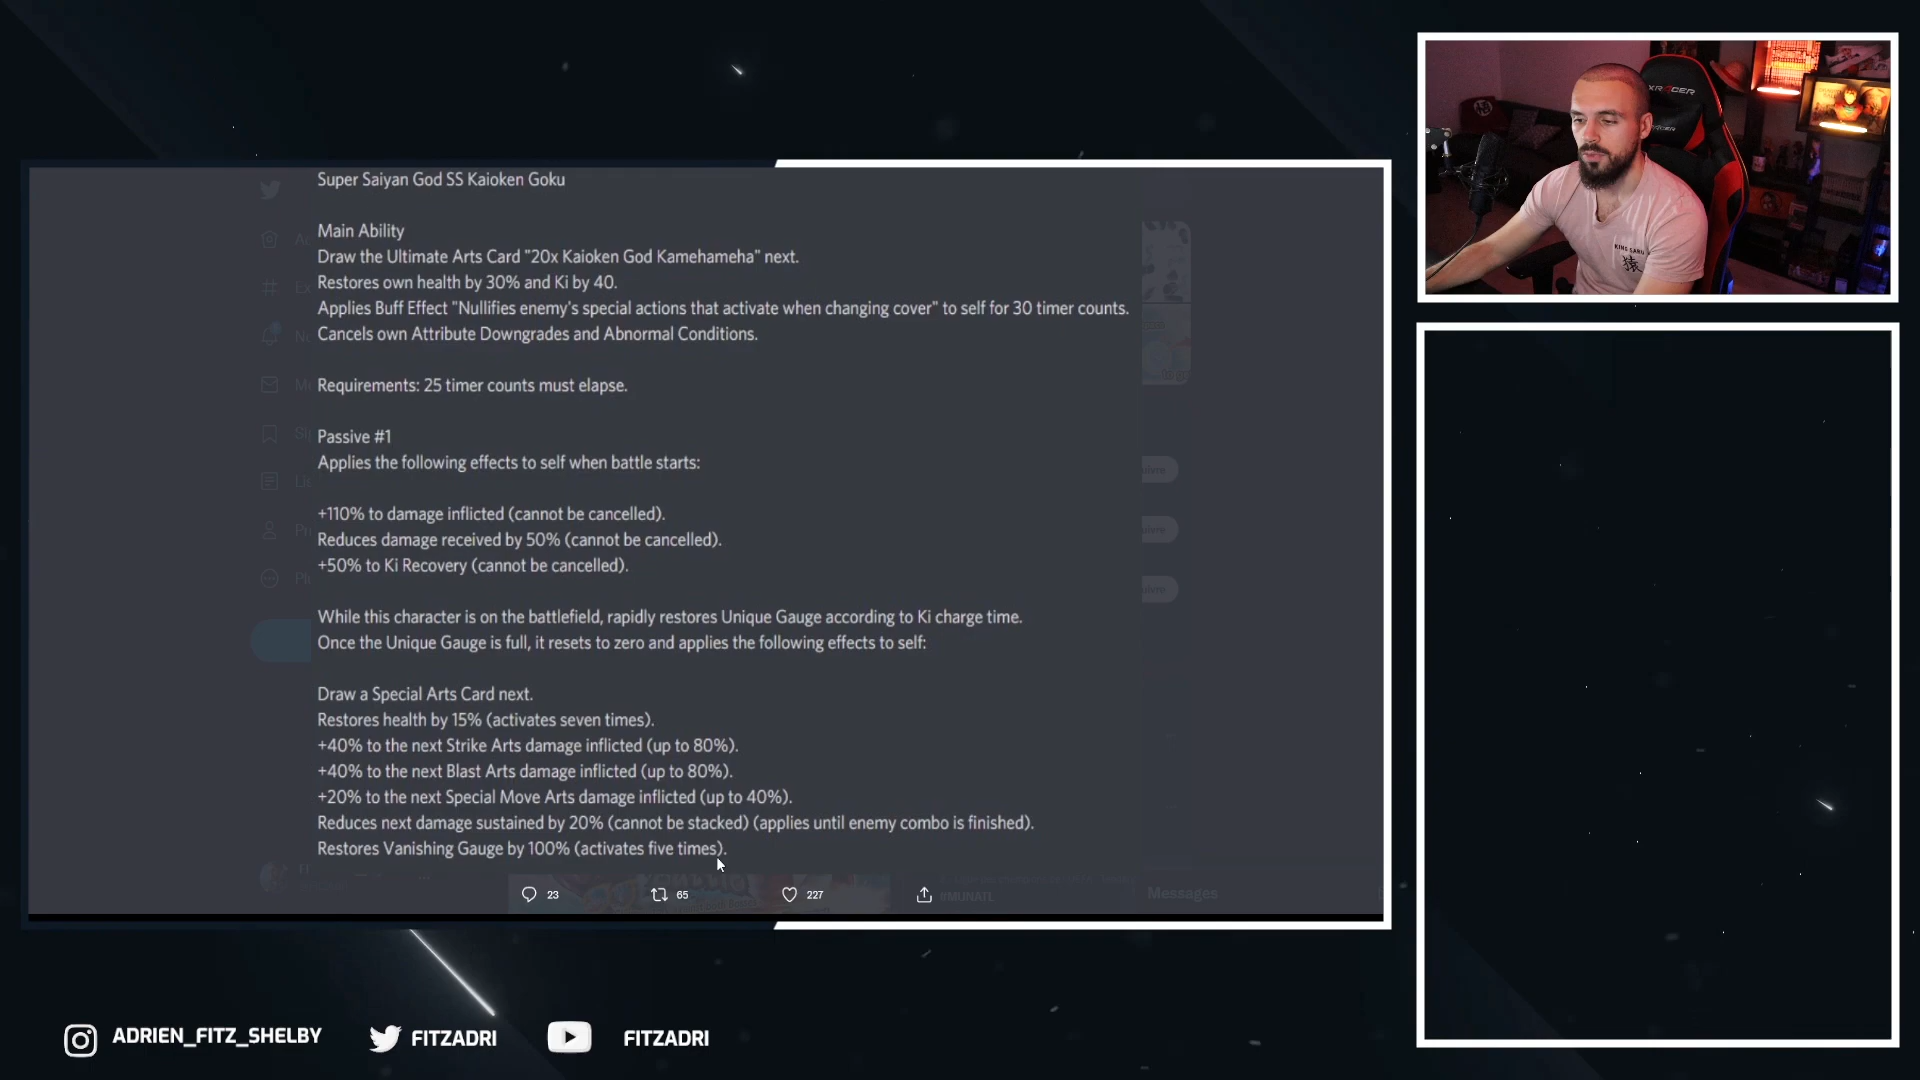 Super Saiyan God SS Kaioken Goku
Main Ability
Draw the Ultimate Arts Card "20x Kaioken God Kamehameha" next.
Restores own health by 30% and Ki by 40.
Applies Buff Effect "Nullifies enemy's special actions that activate when changing cover" to self for 30 timer counts.
Cancels own Attribute Downgrades and Abnormal Conditions.
Requirements: 25 timer counts must elapse.
Passive #1
Applies the following effects to self when battle starts:
+110% to damage inflicted (cannot be cancelled).
Reduces damage received by 50% (cannot be cancelled).
+50% to Ki Recovery (cannot be cancelled).
While this character is on the battlefield, rapidly restores Unique Gauge according to Ki charge time.
Once the Unique Gauge is full, it resets to zero and applies the following effects to self:
Draw a Special Arts Card next.
Restores health by 15% (activates seven times).
+40% to the next Strike Arts damage inflicted (up to 80%).
+40% to the next Blast Arts damage inflicted (up to 80%).
+20% to the next Special Move Arts damage inflicted (up to 40%).
Reduces next damage sustained by 20% (cannot be stacked) (applies until enemy combo is finished).
Restores Vanishing Gauge by 100% (activates five times).
23 65 227
Messages
ADRIEN_FITZ_SHELBY FITZADRI FITZADRI